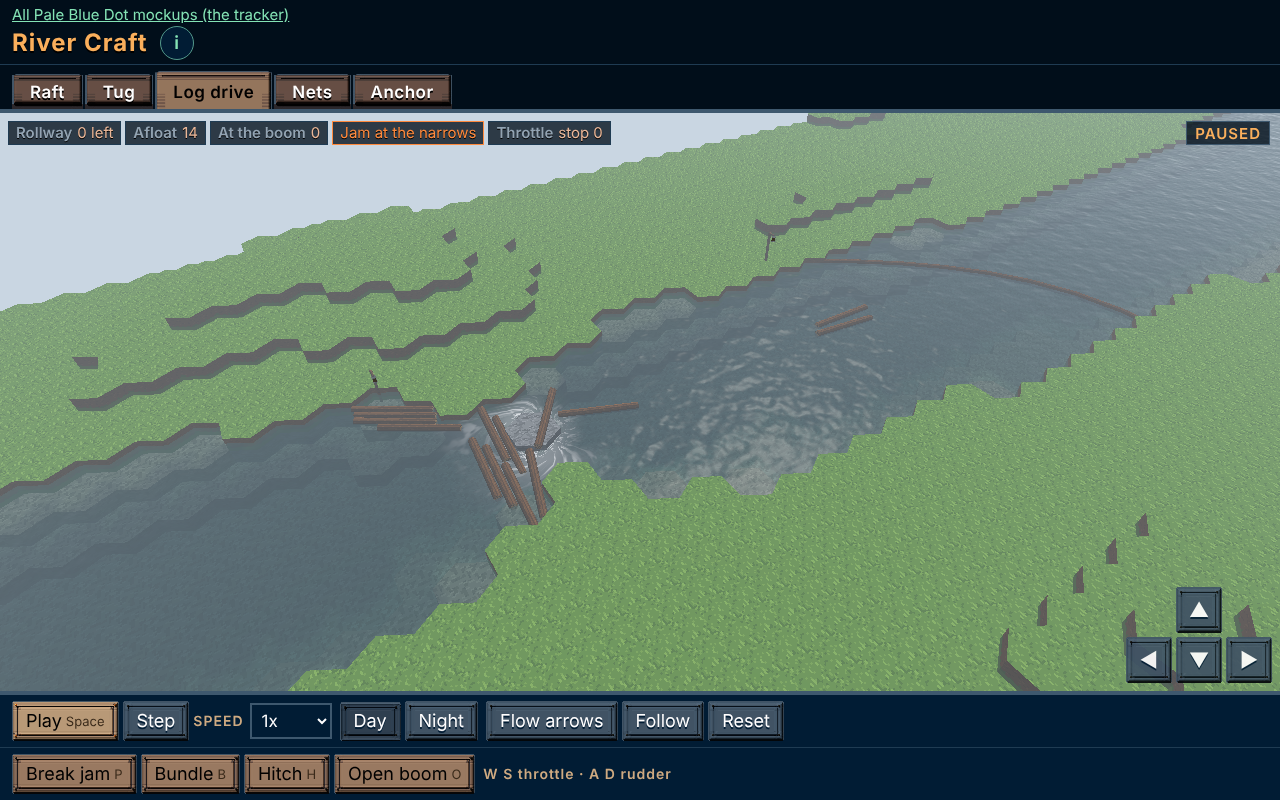 All Pale Blue Dot mockups (the tracker)
River Craft i
Raft Tug Log drive Nets Anchor
Rollway 0 left Afloat 14 At the boom 0 Jam at the narrows Throttle stop 0 PAUSED
Play Space Step SPEED 1x Day Night Flow arrows Follow Reset
Break jam P Bundle B Hitch H Open boom O W S throttle · A D rudder